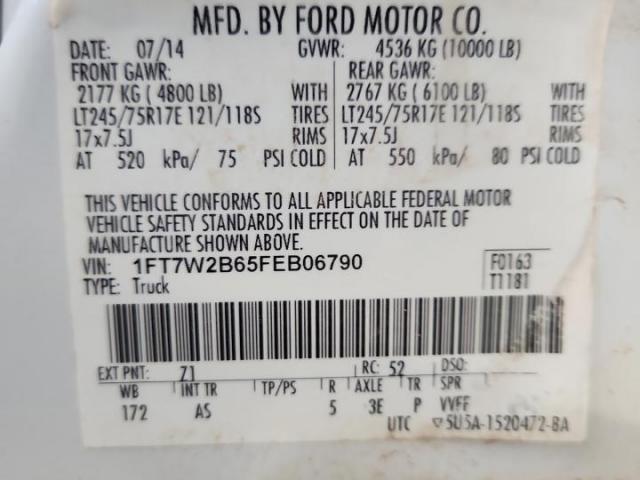 MFD. BY FORD MOTOR CO.
DATE: 07/14 GVWR: 4536 KG (10000 LB)
FRONT GAWR: REAR GAWR:
2177 KG ( 4800 LB) WITH 2767 KG ( 6100 LB) WITH
LT245/75R17E 121/118S TIRES LT245/75R17E 121/118S TIRES
17x7.5J RIMS 17x7.5J RIMS
AT 520 kPa/ 75 PSI COLD AT 550 kPa/ 80 PSI COLD
THIS VEHICLE CONFORMS TO ALL APPLICABLE FEDERAL MOTOR
VEHICLE SAFETY STANDARDS IN EFFECT ON THE DATE OF
MANUFACTURE SHOWN ABOVE.
VIN: 1FT7W2B65FEB06790 F0163
TYPE: Truck T1181
EXT PNT: Z1 RC: 52 DSO:
WB INT TR TP/PS R AXLE TR SPR
172 AS 5 3E P VVFF
UTC ▽5U5A-1520472-BA